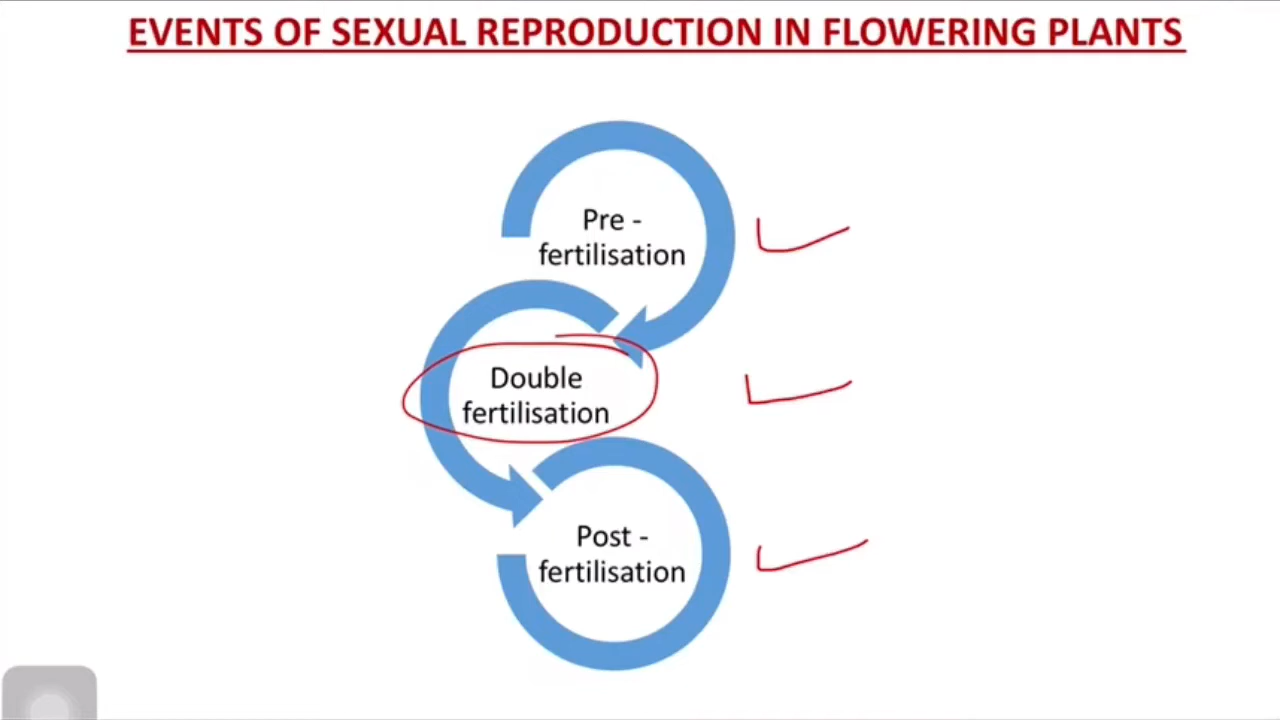 EVENTS OF SEXUAL REPRODUCTION IN FLOWERING PLANTS
Pre -
fertilisation
Double
fertilisation
Post -
fertilisation